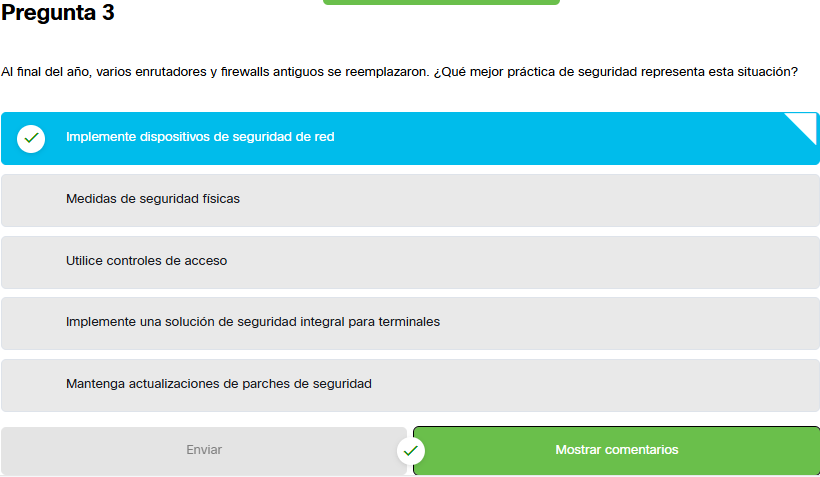 Pregunta 3
Al final del año, varios enrutadores y firewalls antiguos se reemplazaron. ¿Qué mejor práctica de seguridad representa esta situación?
Implemente dispositivos de seguridad de red
Medidas de seguridad físicas
Utilice controles de acceso
Implemente una solución de seguridad integral para terminales
Mantenga actualizaciones de parches de seguridad
Enviar
Mostrar comentarios